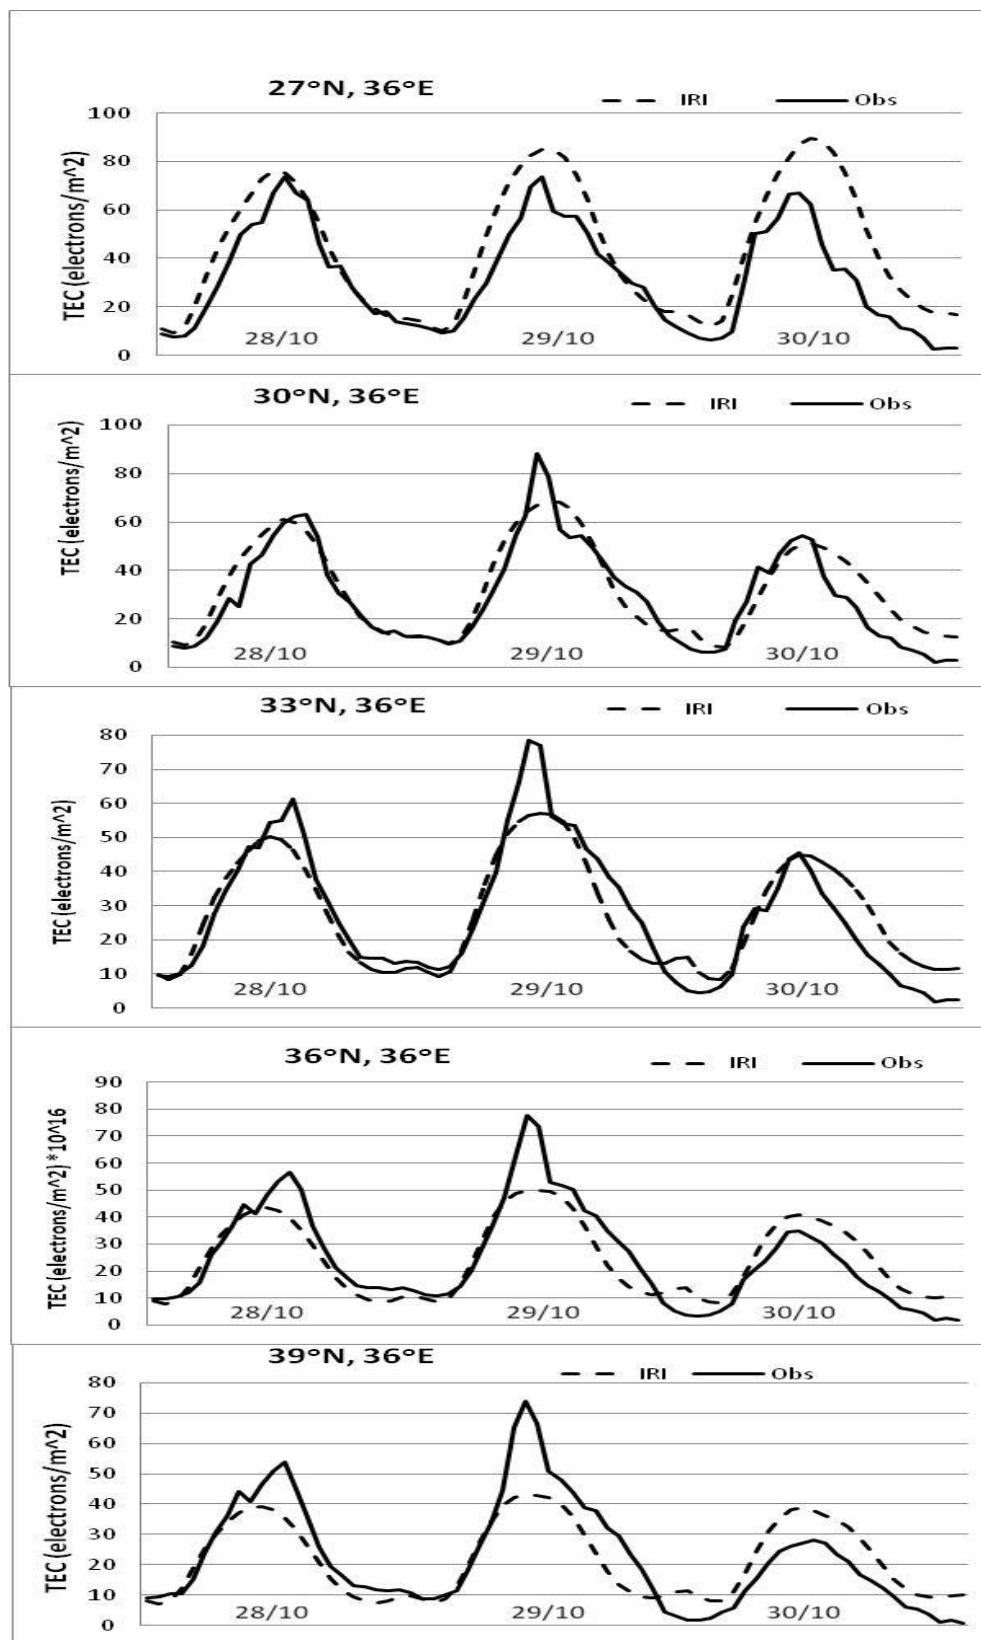 27°N, 36°E
IRI Obs
TEC (electrons/m^2)
100
80
60
40
20
0
28/10 29/10 30/10
30°N, 36°E
IRI Obs
TEC (electrons/m^2)
100
80
60
40
20
0
28/10 29/10 30/10
33°N, 36°E
IRI Obs
TEC (electrons/m^2)
80
70
60
50
40
30
20
10
0
28/10 29/10 30/10
36°N, 36°E
IRI Obs
TEC (electrons/m^2) *10^16
90
80
70
60
50
40
30
20
10
0
28/10 29/10 30/10
39°N, 36°E
IRI Obs
TEC (electrons/m^2)
80
70
60
50
40
30
20
10
0
28/10 29/10 30/10